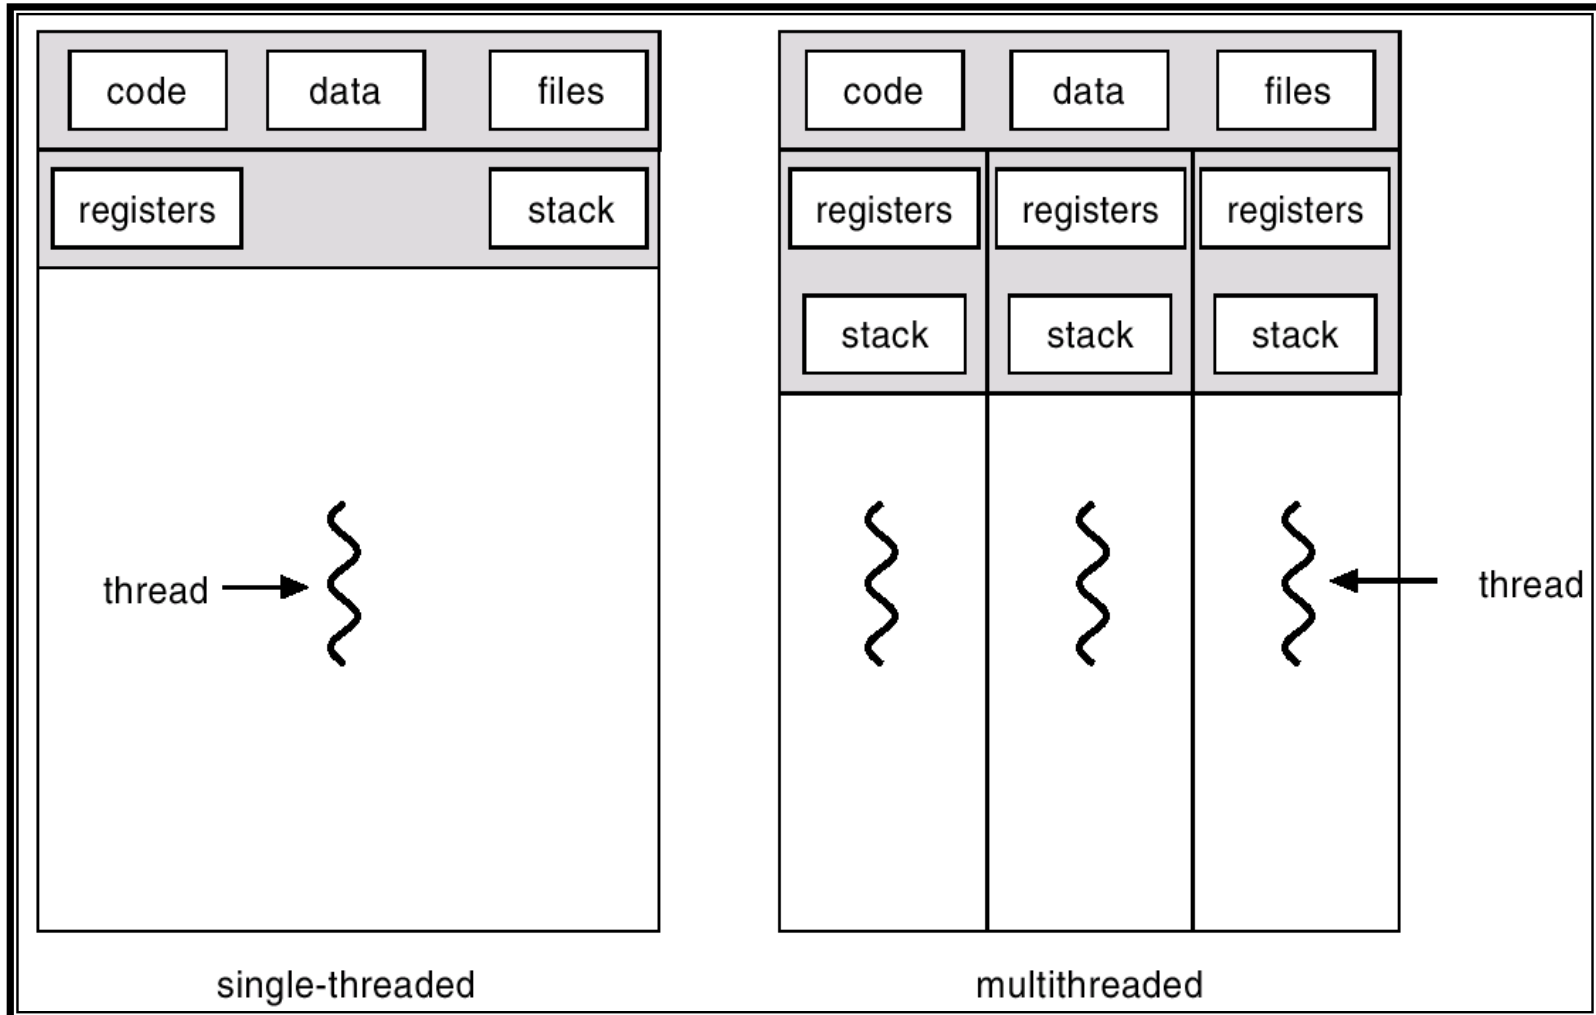 code data files
registers stack
thread
single-threaded
code data files
registers registers registers
stack stack stack
thread
multithreaded